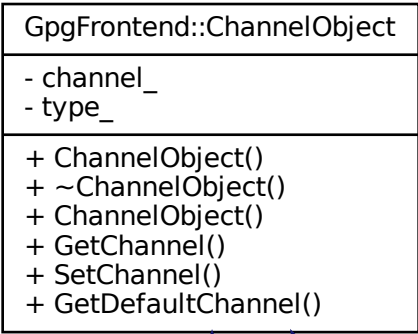 GpgFrontend::ChannelObject
- channel_
- type_
+ ChannelObject()
+ ~ChannelObject()
+ ChannelObject()
+ GetChannel()
+ SetChannel()
+ GetDefaultChannel()